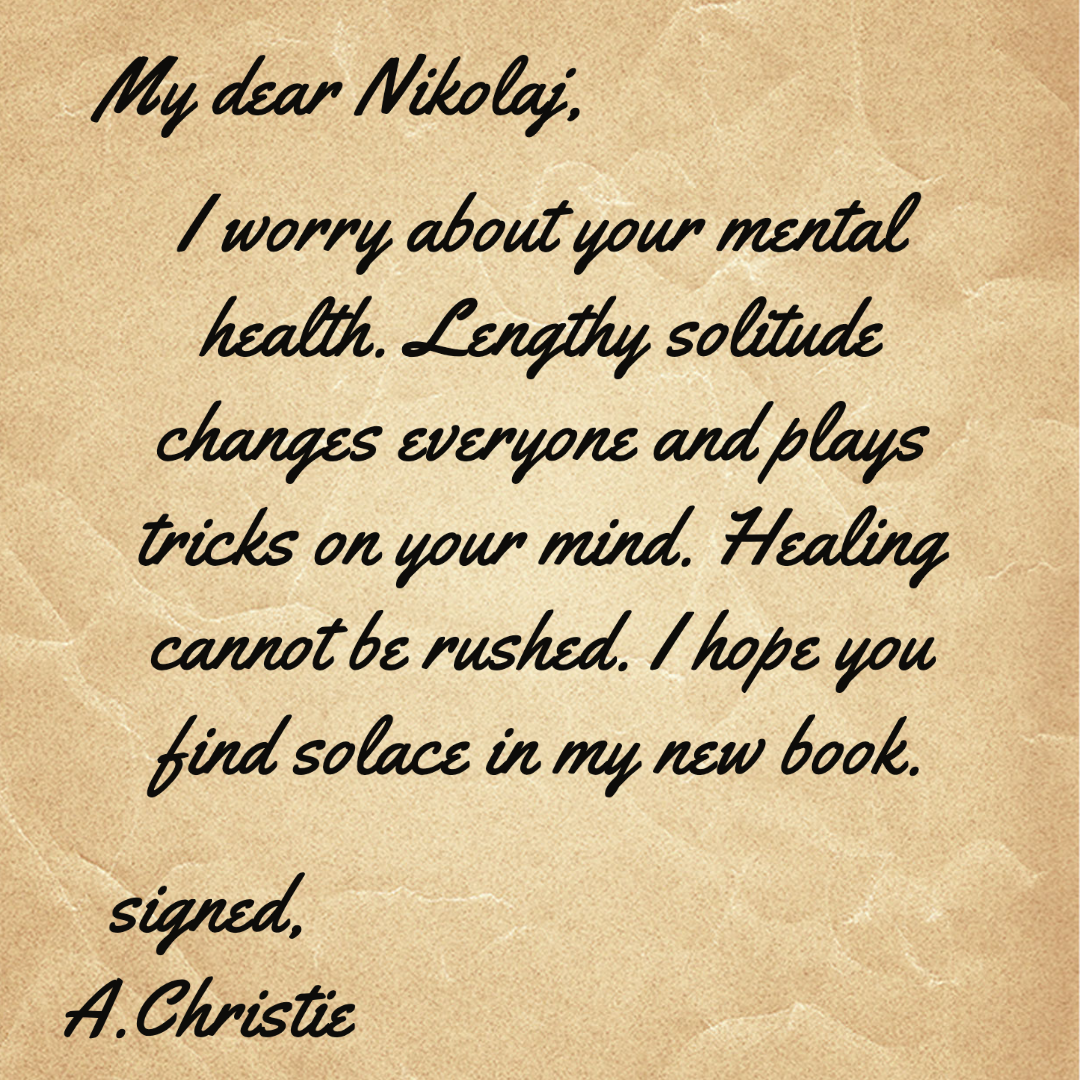 My dear Nikolaj,
I worry about your mental
health. Lengthy solitude
changes everyone and plays
tricks on your mind. Healing
cannot be rushed. I hope you
find solace in my new book.
signed,
A.Christie